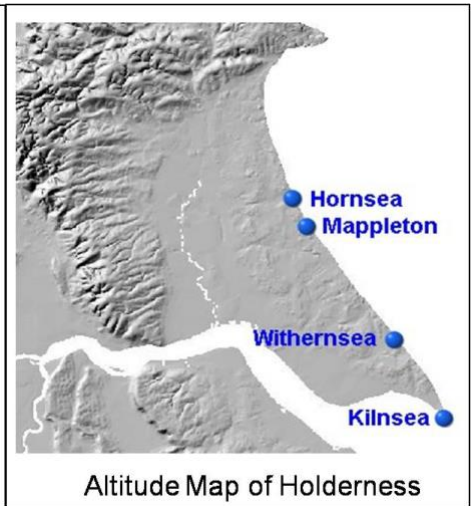 Hornsea
Mappleton
Withernsea
Kilnsea
Altitude Map of Holderness